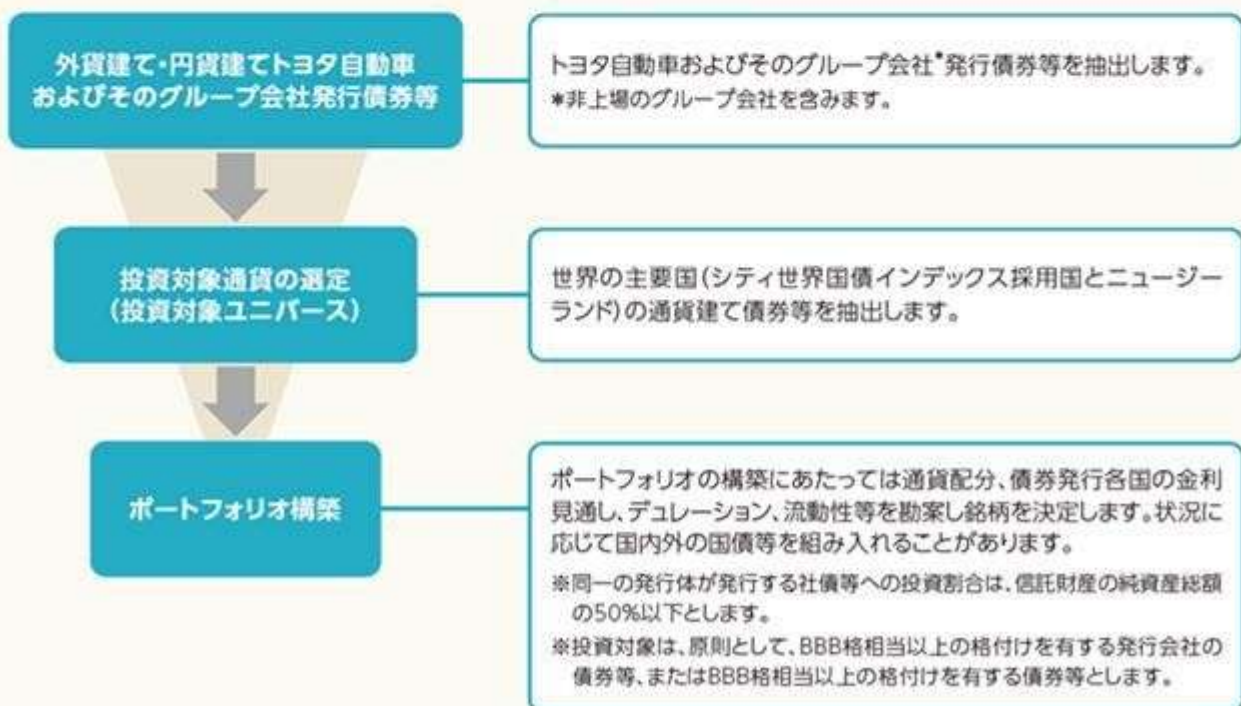 外貨建て・円貨建てトヨタ自動車
およびそのグループ会社発行債券等
トヨタ自動車およびそのグループ会社*発行債券等を抽出します。
*非上場のグループ会社を含みます。
投資対象通貨の選定
(投資対象ユニバース)
世界の主要国(シティ世界国債インデックス採用国とニュージー
ランド)の通貨建て債券等を抽出します。
ポートフォリオ構築
ポートフォリオの構築にあたっては通貨配分、債券発行各国の金利
見通し、デュレーション、流動性等を勘案し銘柄を決定します。状況に
応じて国内外の国債等を組み入れることがあります。
※同一の発行体が発行する社債等への投資割合は、信託財産の純資産総額
の50%以下とします。
※投資対象は、原則として、BBB格相当以上の格付けを有する発行会社の
債券等、またはBBB格相当以上の格付けを有する債券等とします。